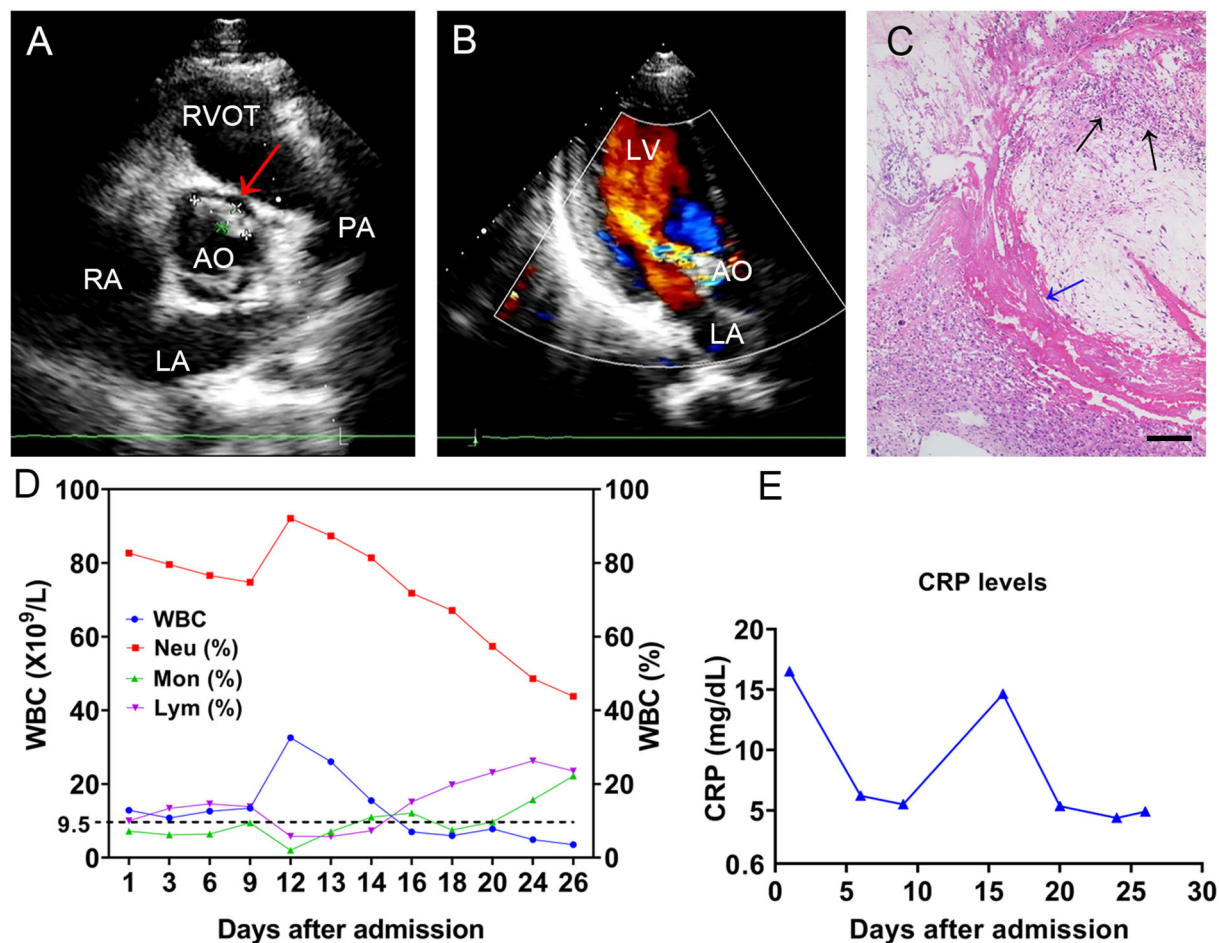 A
RVOT
PA
AO
RA
LA
B
LV
AO
LA
C
D
WBC (X10⁹/L)
100
80
60
40
20
9.5
0
WBC
Neu (%)
Mon (%)
Lym (%)
100
80
60
40
20
0
WBC (%)
1 3 6 9 12 13 14 16 18 20 24 26
Days after admission
E
CRP levels
CRP (mg/dL)
20
15
10
5
0.6
0 5 10 15 20 25 30
Days after admission